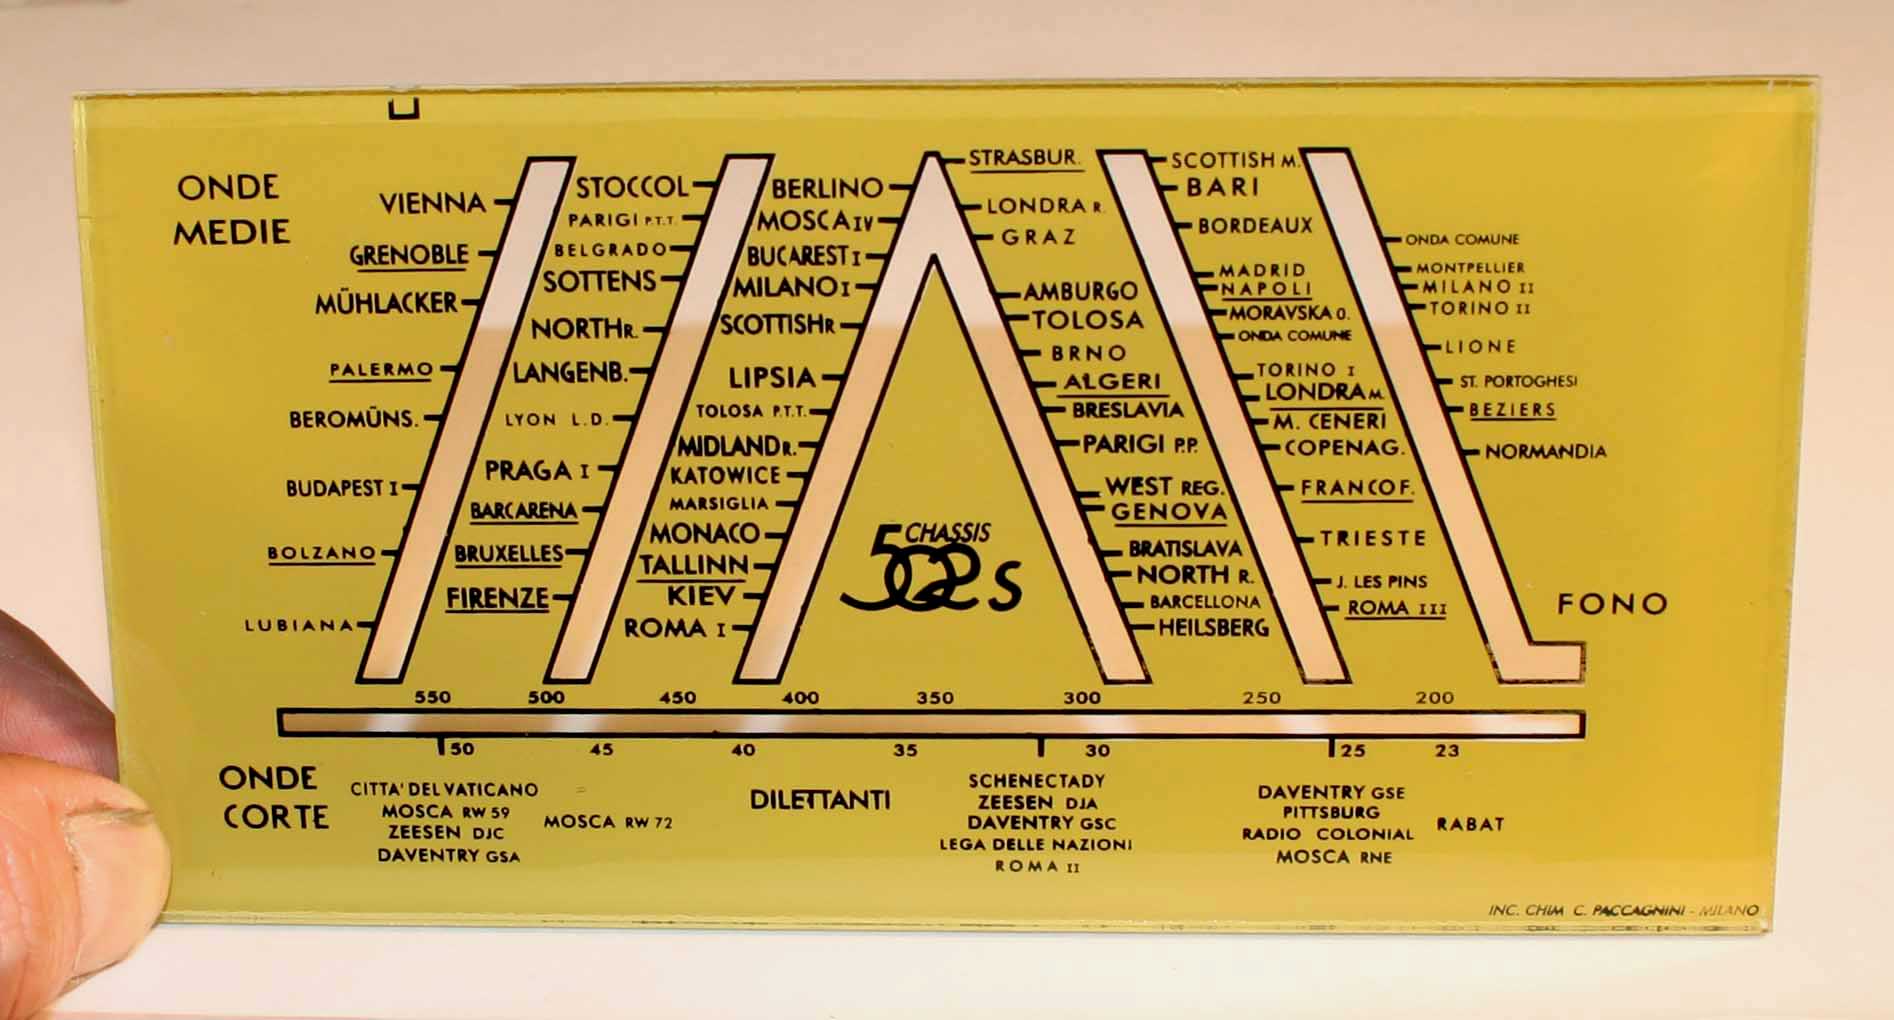 ONDE
MEDIE
VIENNA
GRENOBLE
MÜHLACKER
PALERMO
BEROMÜNS.
BUDAPEST I
BOLZANO
LUBIANA
STOCCOL
PARIGI P.T.T.
BELGRADO
SOTTENS
NORTH R.
LANGENB.
LYON L.D.
PRAGA I
BARCARENA
BRUXELLES
FIRENZE
BERLINO
MOSCA IV
BUCAREST I
MILANO I
SCOTTISH R
LIPSIA
TOLOSA P.T.T.
MIDLAND R.
KATOWICE
MARSIGLIA
MONACO
TALLINN
KIEV
ROMA I
CHASSIS
502 S
STRASBUR.
LONDRA R.
GRAZ
AMBURGO
TOLOSA
BRNO
ALGERI
BRESLAVIA
PARIGI P.P.
WEST REG.
GENOVA
BRATISLAVA
NORTH R.
BARCELLONA
HEILSBERG
SCOTTISH M.
BARI
BORDEAUX
MADRID
NAPOLI
MORAVSKA O.
ONDA COMUNE
TORINO I
LONDRA M.
M. CENERI
COPENAG.
FRANCOF.
TRIESTE
J. LES PINS
ROMA III
ONDA COMUNE
MONTPELLIER
MILANO II
TORINO II
LIONE
ST. PORTOGHESI
BEZIERS
NORMANDIA
FONO
550 500 450 400 350 300 250 200
50 45 40 35 30 25 23
ONDE
CORTE
CITTA' DEL VATICANO
MOSCA RW 59
ZEESEN DJC
DAVENTRY GSA
MOSCA RW 72
DILETTANTI
SCHENECTADY
ZEESEN DJA
DAVENTRY GSC
LEGA DELLE NAZIONI
ROMA II
DAVENTRY GSE
PITTSBURG
RADIO COLONIAL
MOSCA RNE
RABAT
INC. CHIM C. PACCAGNINI - MILANO